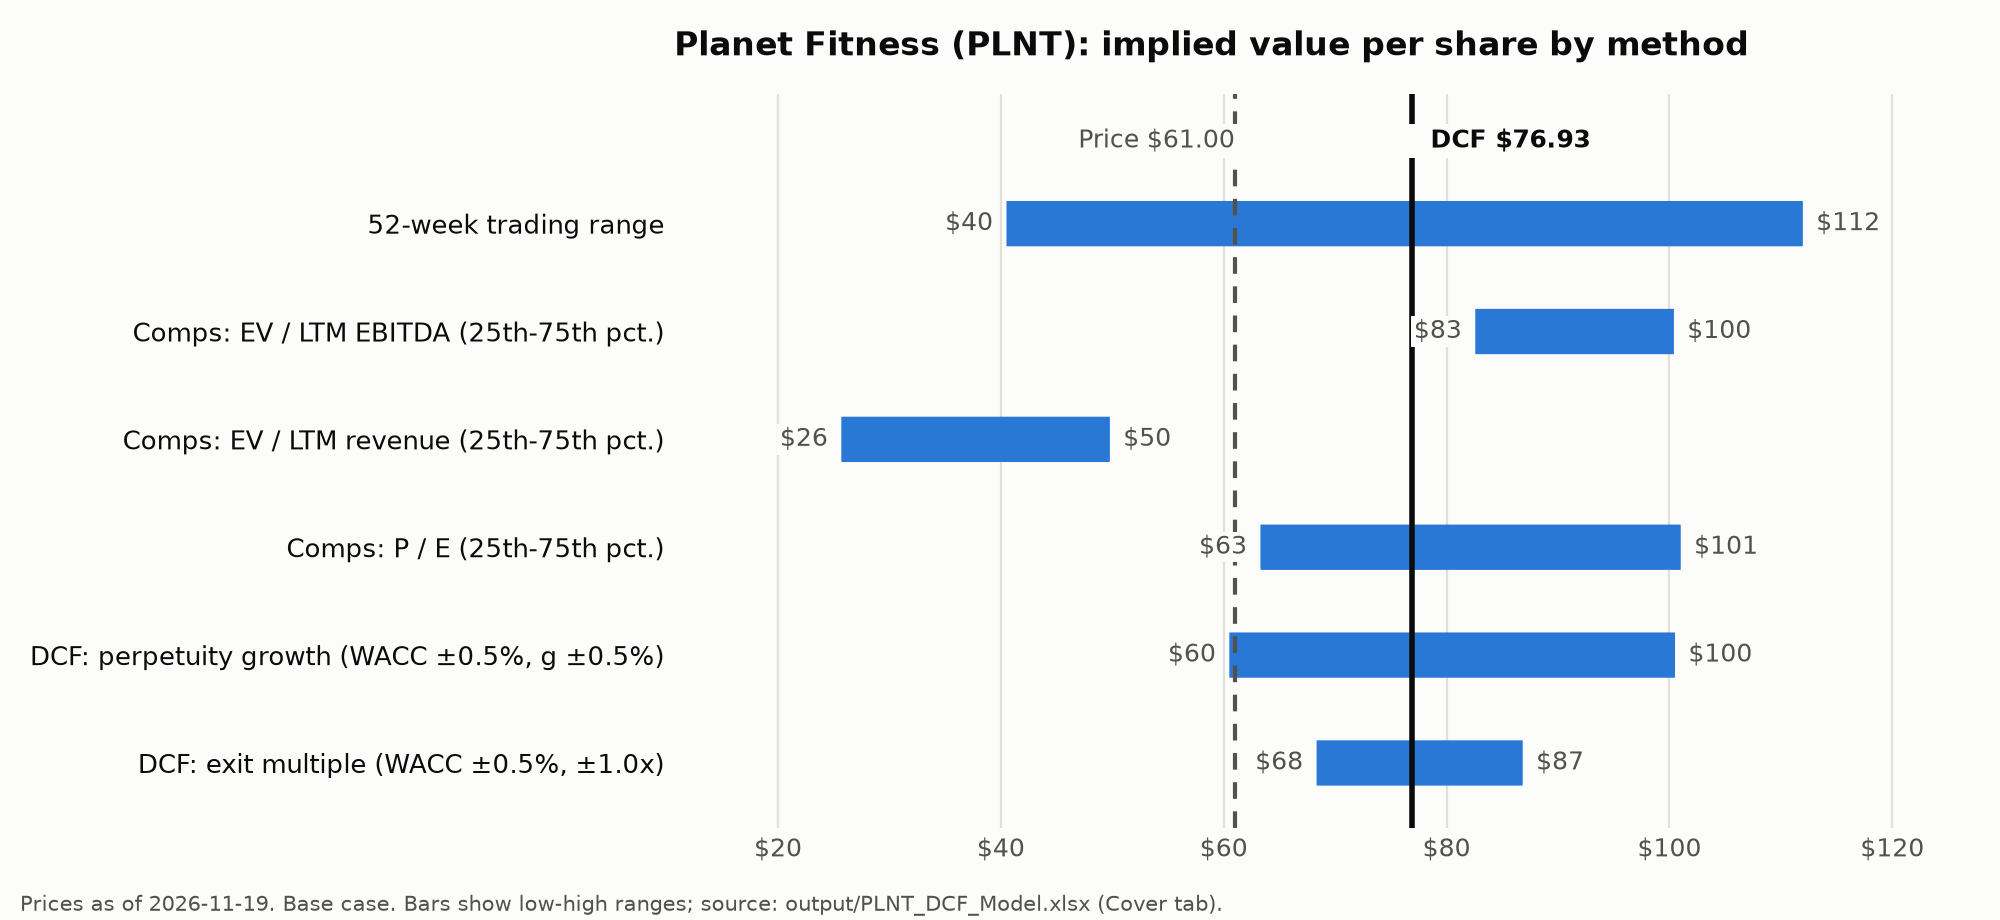 Planet Fitness (PLNT): implied value per share by method
Price $61.00 DCF $76.93
52-week trading range $40 $112
Comps: EV / LTM EBITDA (25th-75th pct.) $83 $100
Comps: EV / LTM revenue (25th-75th pct.) $26 $50
Comps: P / E (25th-75th pct.) $63 $101
DCF: perpetuity growth (WACC ±0.5%, g ±0.5%) $60 $100
DCF: exit multiple (WACC ±0.5%, ±1.0x) $68 $87
$20 $40 $60 $80 $100 $120
Prices as of 2026-11-19. Base case. Bars show low-high ranges; source: output/PLNT_DCF_Model.xlsx (Cover tab).